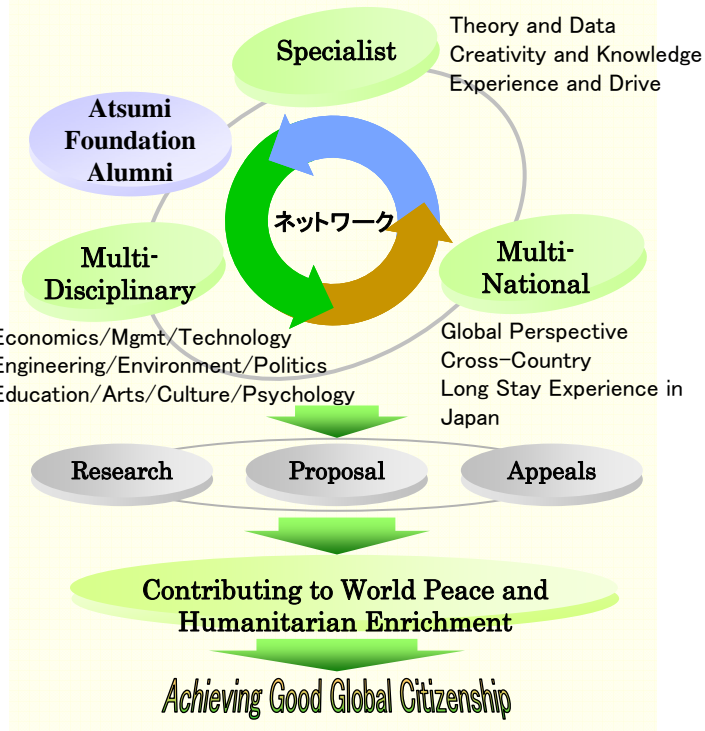 Specialist
Theory and Data
Creativity and Knowledge
Experience and Drive
Atsumi
Foundation
Alumni
ネットワーク
Multi-
Disciplinary
Multi-
National
Economics/Mgmt/Technology
Engineering/Environment/Politics
Education/Arts/Culture/Psychology
Global Perspective
Cross-Country
Long Stay Experience in
Japan
Research
Proposal
Appeals
Contributing to World Peace and
Humanitarian Enrichment
Achieving Good Global Citizenship